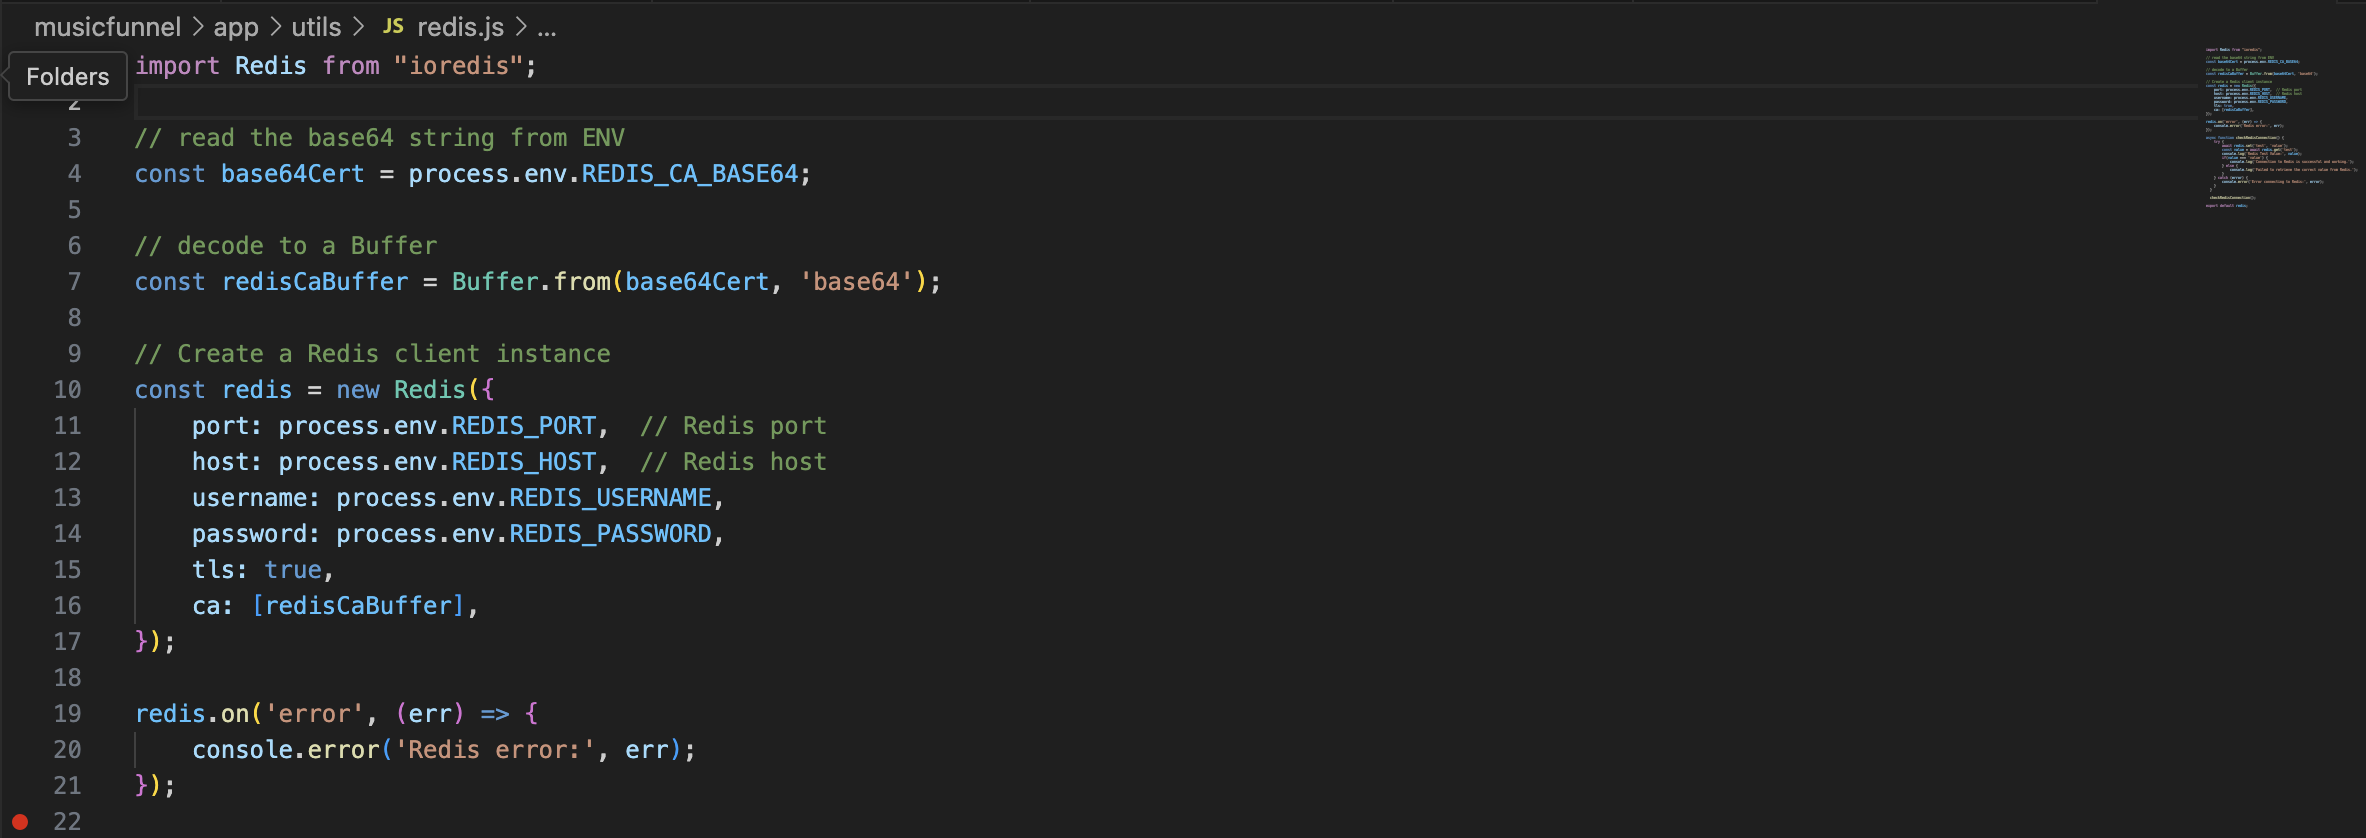 musicfunnel > app > utils > JS redis.js > ...
Folders
import Redis from "ioredis";
2
3 // read the base64 string from ENV
4 const base64Cert = process.env.REDIS_CA_BASE64;
5
6 // decode to a Buffer
7 const redisCaBuffer = Buffer.from(base64Cert, 'base64');
8
9 // Create a Redis client instance
10 const redis = new Redis({
11     port: process.env.REDIS_PORT,  // Redis port
12     host: process.env.REDIS_HOST,  // Redis host
13     username: process.env.REDIS_USERNAME,
14     password: process.env.REDIS_PASSWORD,
15     tls: true,
16     ca: [redisCaBuffer],
17 });
18
19 redis.on('error', (err) => {
20     console.error('Redis error:', err);
21 });
22